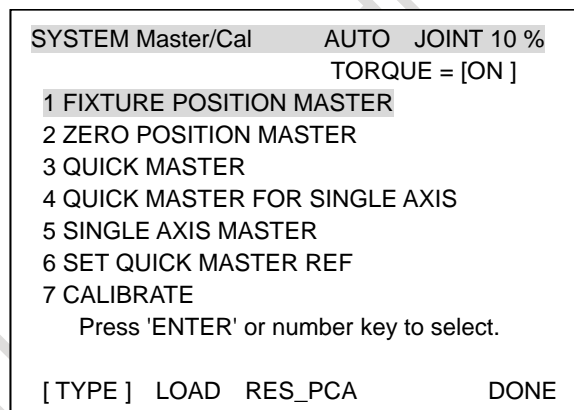 SYSTEM Master/Cal AUTO JOINT 10 %
TORQUE = [ON ]
1 FIXTURE POSITION MASTER
2 ZERO POSITION MASTER
3 QUICK MASTER
4 QUICK MASTER FOR SINGLE AXIS
5 SINGLE AXIS MASTER
6 SET QUICK MASTER REF
7 CALIBRATE
Press 'ENTER' or number key to select.
[ TYPE ] LOAD RES_PCA DONE